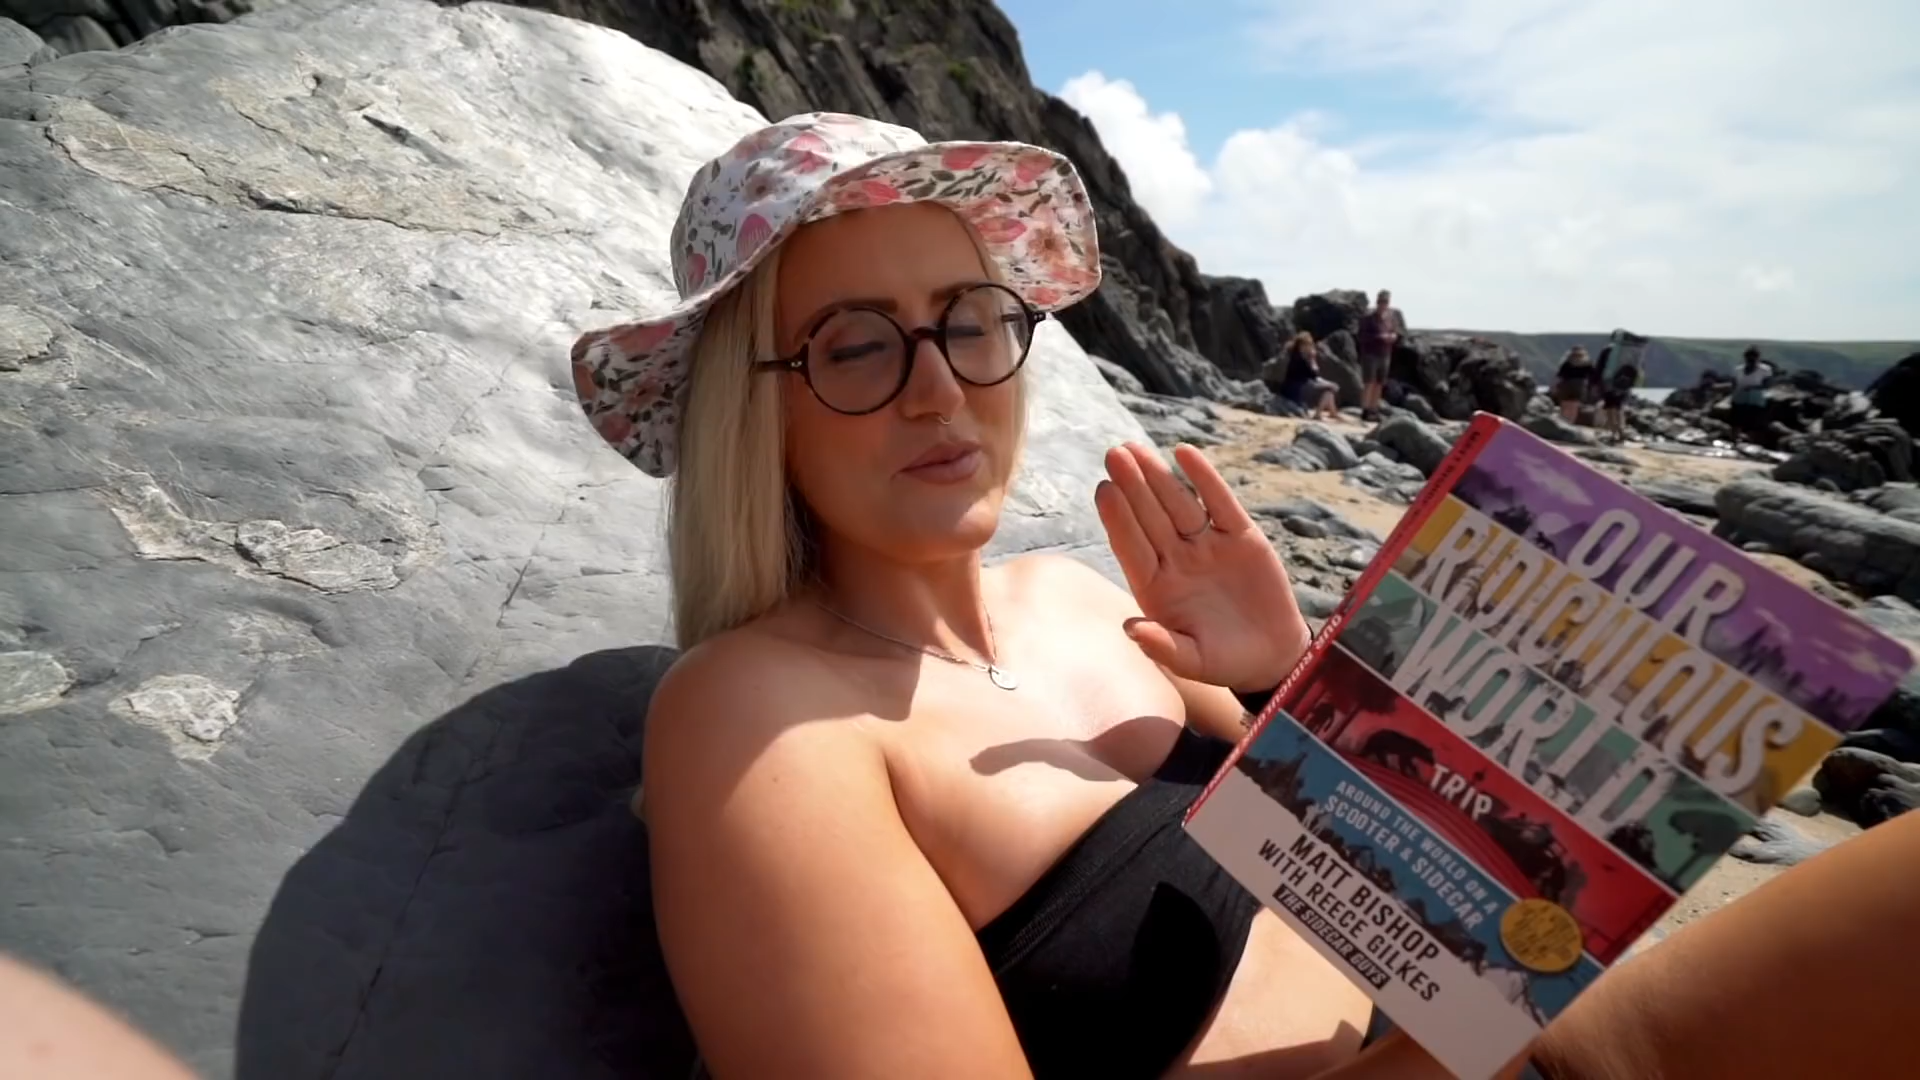 OUR
RIDICULOUS
WORLD
TRIP
AROUND THE WORLD ON A
SCOOTER & SIDECAR
MATT BISHOP
WITH REECE GILKES
THE SIDECAR GUYS